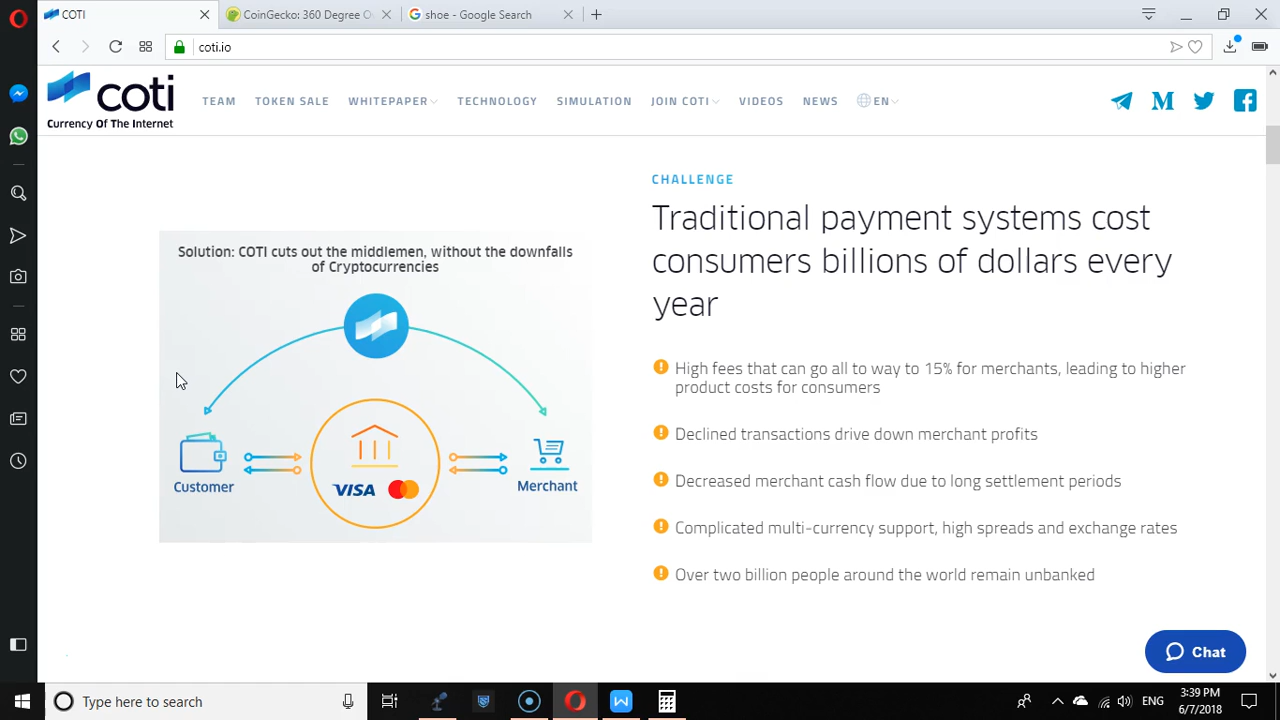 COTI
CoinGecko: 360 Degree O
shoe - Google Search
coti.io
coti
Currency Of The Internet
TEAM
TOKEN SALE
WHITEPAPER
TECHNOLOGY
SIMULATION
JOIN COTI
VIDEOS
NEWS
EN
Solution: COTI cuts out the middlemen, without the downfalls
of Cryptocurrencies
Customer
VISA
Merchant
CHALLENGE
Traditional payment systems cost
consumers billions of dollars every
year
High fees that can go all to way to 15% for merchants, leading to higher
product costs for consumers
Declined transactions drive down merchant profits
Decreased merchant cash flow due to long settlement periods
Complicated multi-currency support, high spreads and exchange rates
Over two billion people around the world remain unbanked
Chat
Type here to search
ENG
3:39 PM
6/7/2018